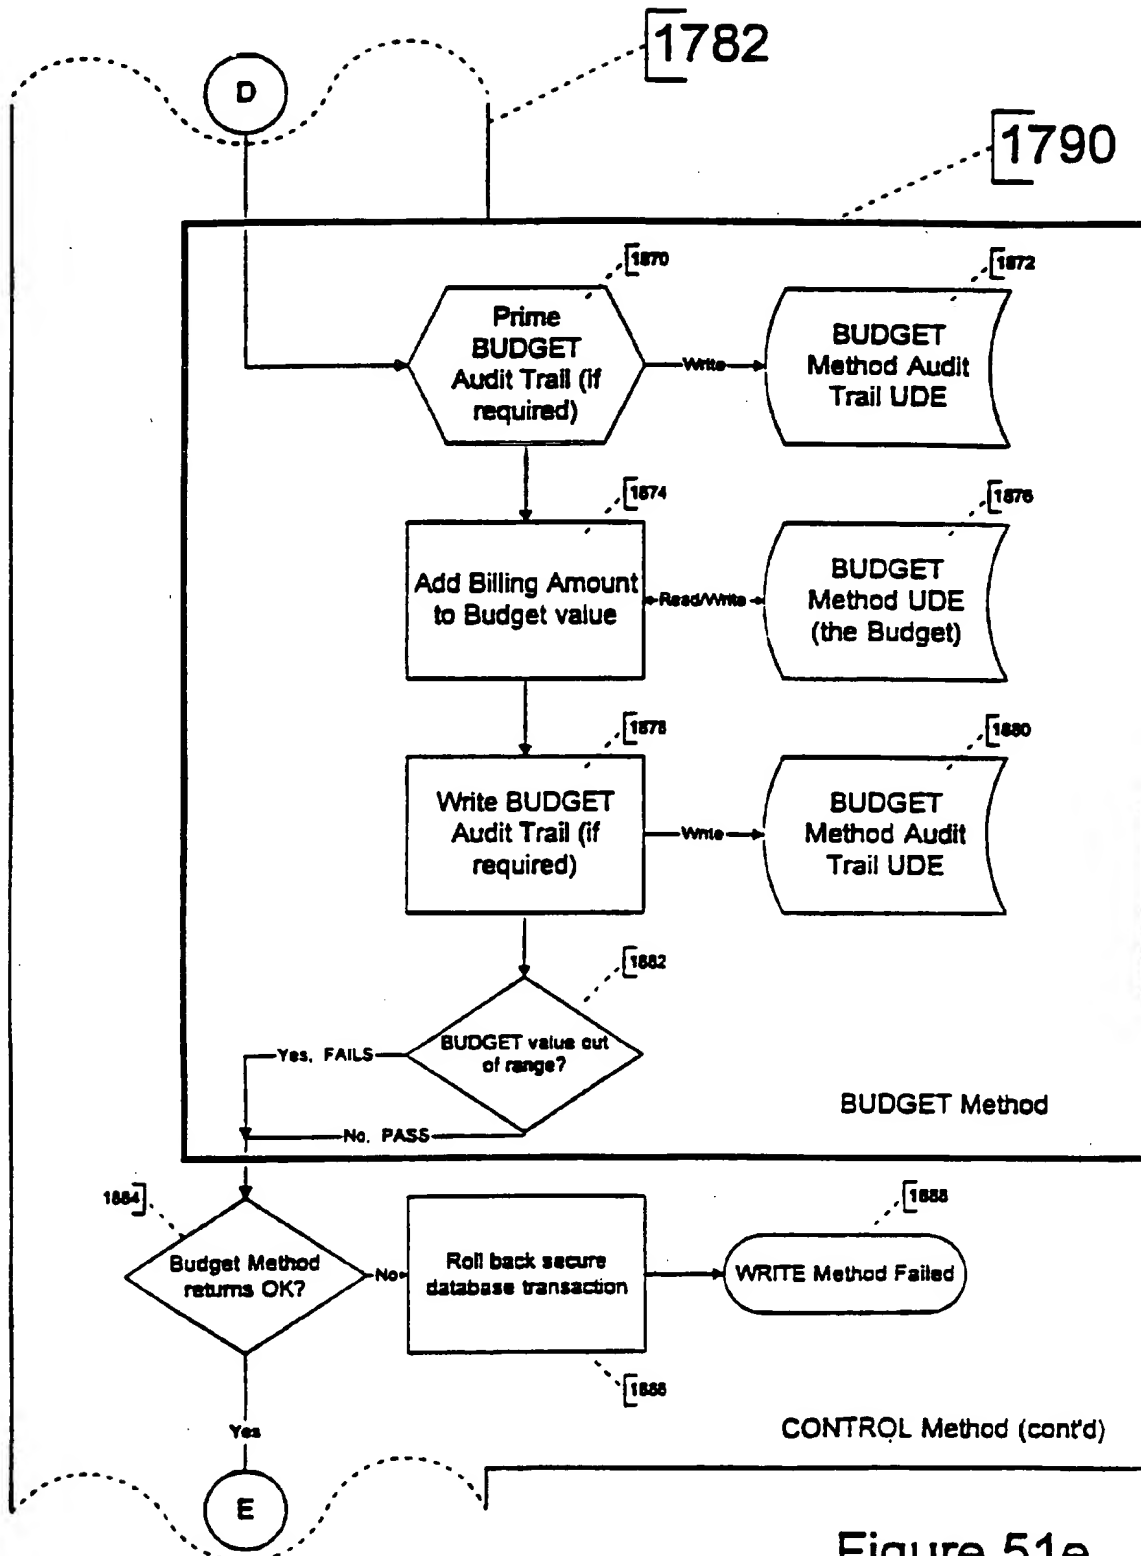 1782
D
1790
1870
1872
Prime
BUDGET
Audit Trail (if
required)
Write
BUDGET
Method Audit
Trail UDE
1874
1876
Add Billing Amount
to Budget value
Read/Write
BUDGET
Method UDE
(the Budget)
1878
1880
Write BUDGET
Audit Trail (if
required)
Write
BUDGET
Method Audit
Trail UDE
1882
BUDGET value out
of range?
Yes, FAILS
No, PASS
BUDGET Method
1884
1888
Budget Method
returns OK?
No
Roll back secure
database transaction
WRITE Method Failed
1886
Yes
CONTROL Method (cont'd)
E
Figure 51e